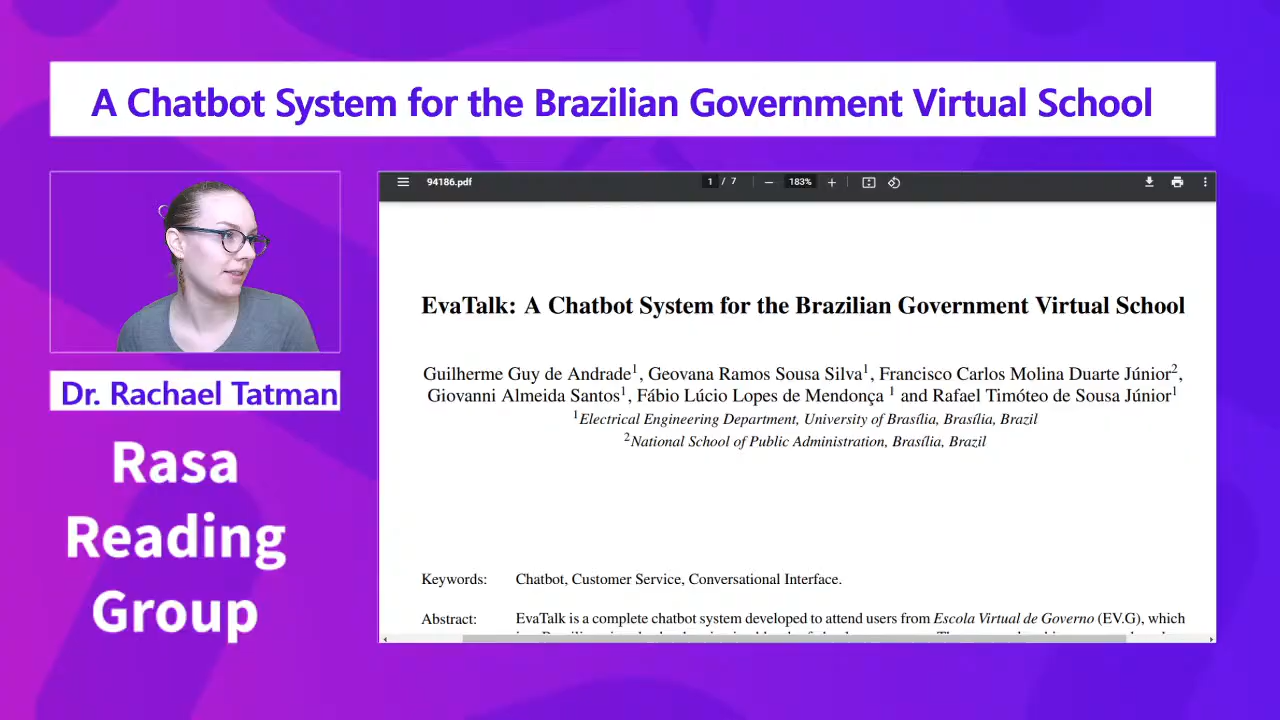 A Chatbot System for the Brazilian Government Virtual School
94186.pdf
1 / 7
183%
EvaTalk: A Chatbot System for the Brazilian Government Virtual School
Guilherme Guy de Andrade1, Geovana Ramos Sousa Silva1, Francisco Carlos Molina Duarte Júnior2,
Giovanni Almeida Santos1, Fábio Lúcio Lopes de Mendonça 1 and Rafael Timóteo de Sousa Júnior1
1Electrical Engineering Department, University of Brasília, Brasília, Brazil
2National School of Public Administration, Brasília, Brazil
Keywords: Chatbot, Customer Service, Conversational Interface.
Abstract: EvaTalk is a complete chatbot system developed to attend users from Escola Virtual de Governo (EV.G), which
Dr. Rachael Tatman
Rasa
Reading
Group